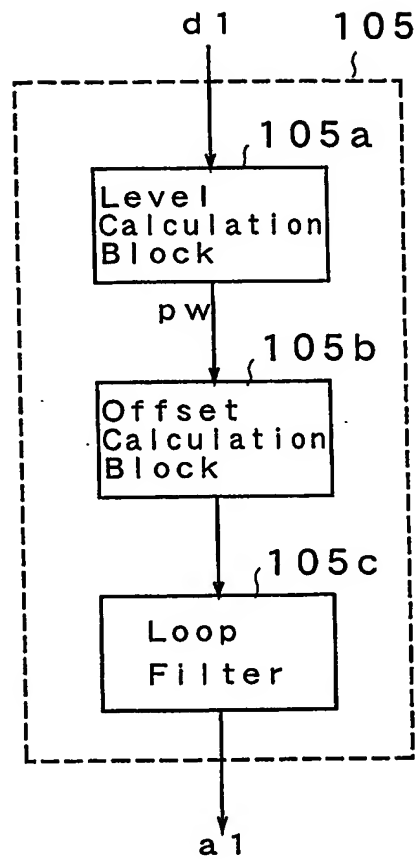 d1
105
105a
Level
Calculation
Block
pw
105b
Offset
Calculation
Block
105c
Loop
Filter
a1